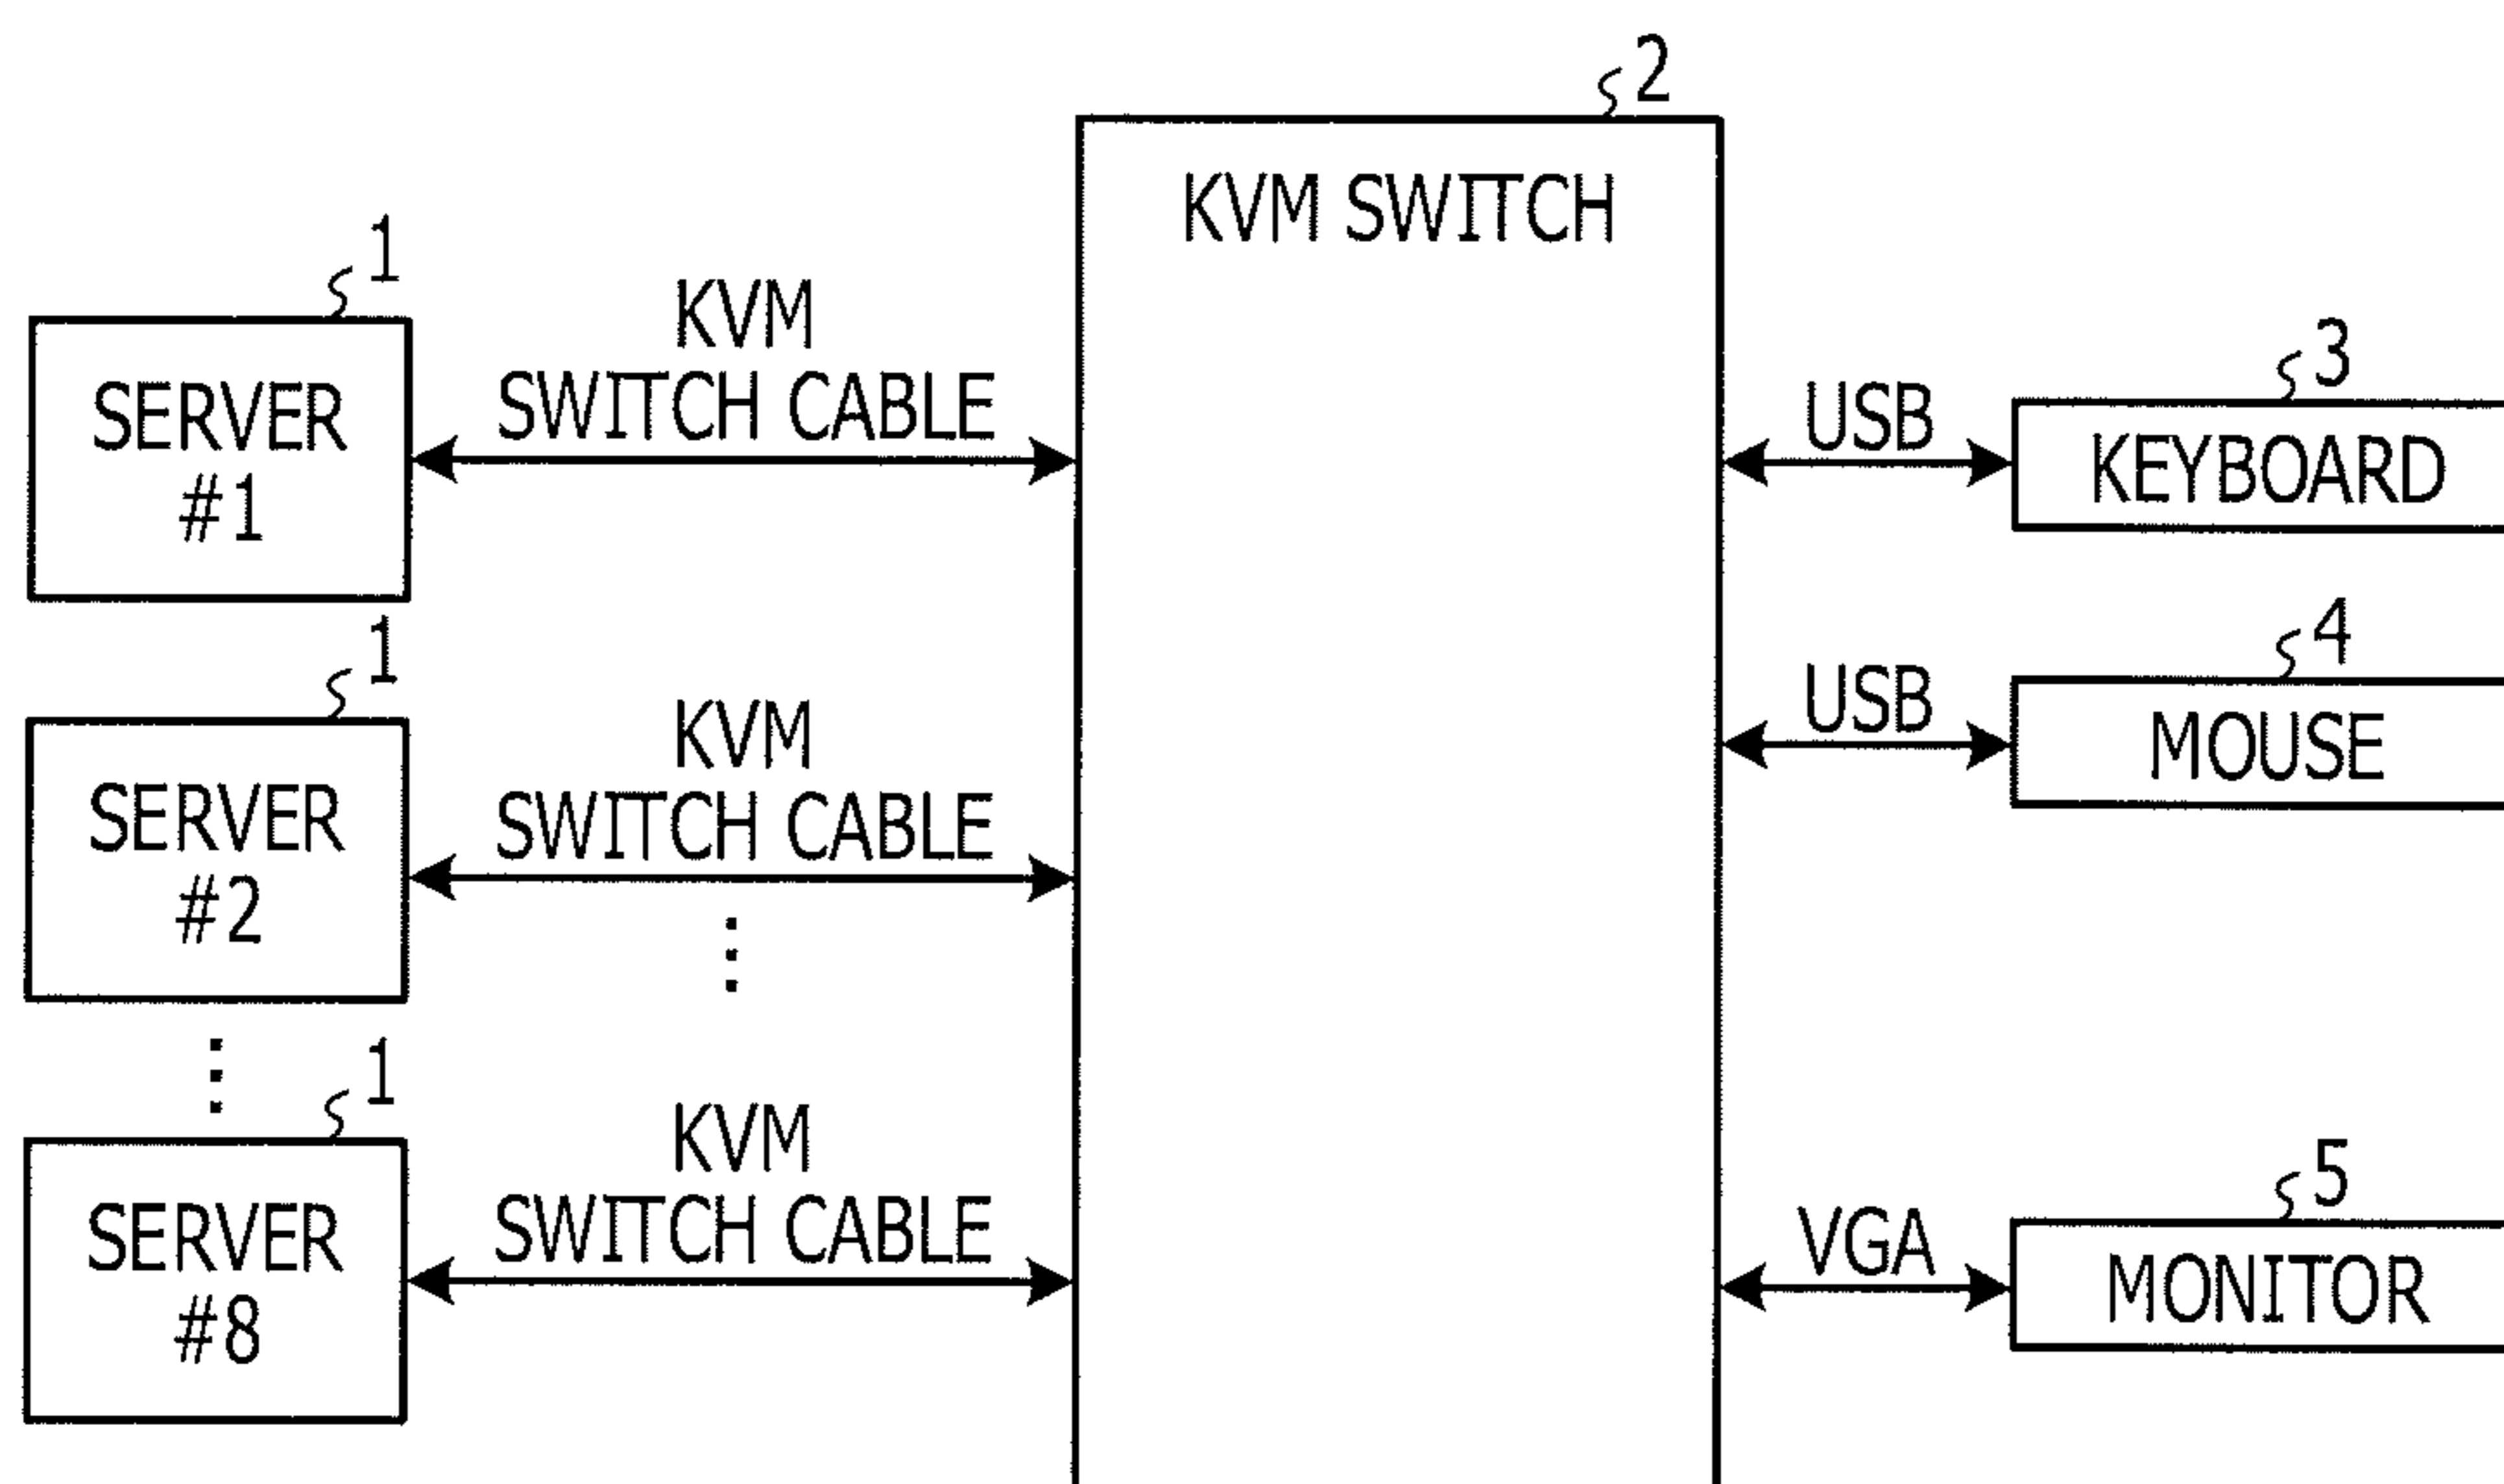 2
KVM SWITCH
1
SERVER
#1
KVM
SWITCH CABLE
USB
3
KEYBOARD
1
SERVER
#2
KVM
SWITCH CABLE
USB
4
MOUSE
1
SERVER
#8
KVM
SWITCH CABLE
VGA
5
MONITOR